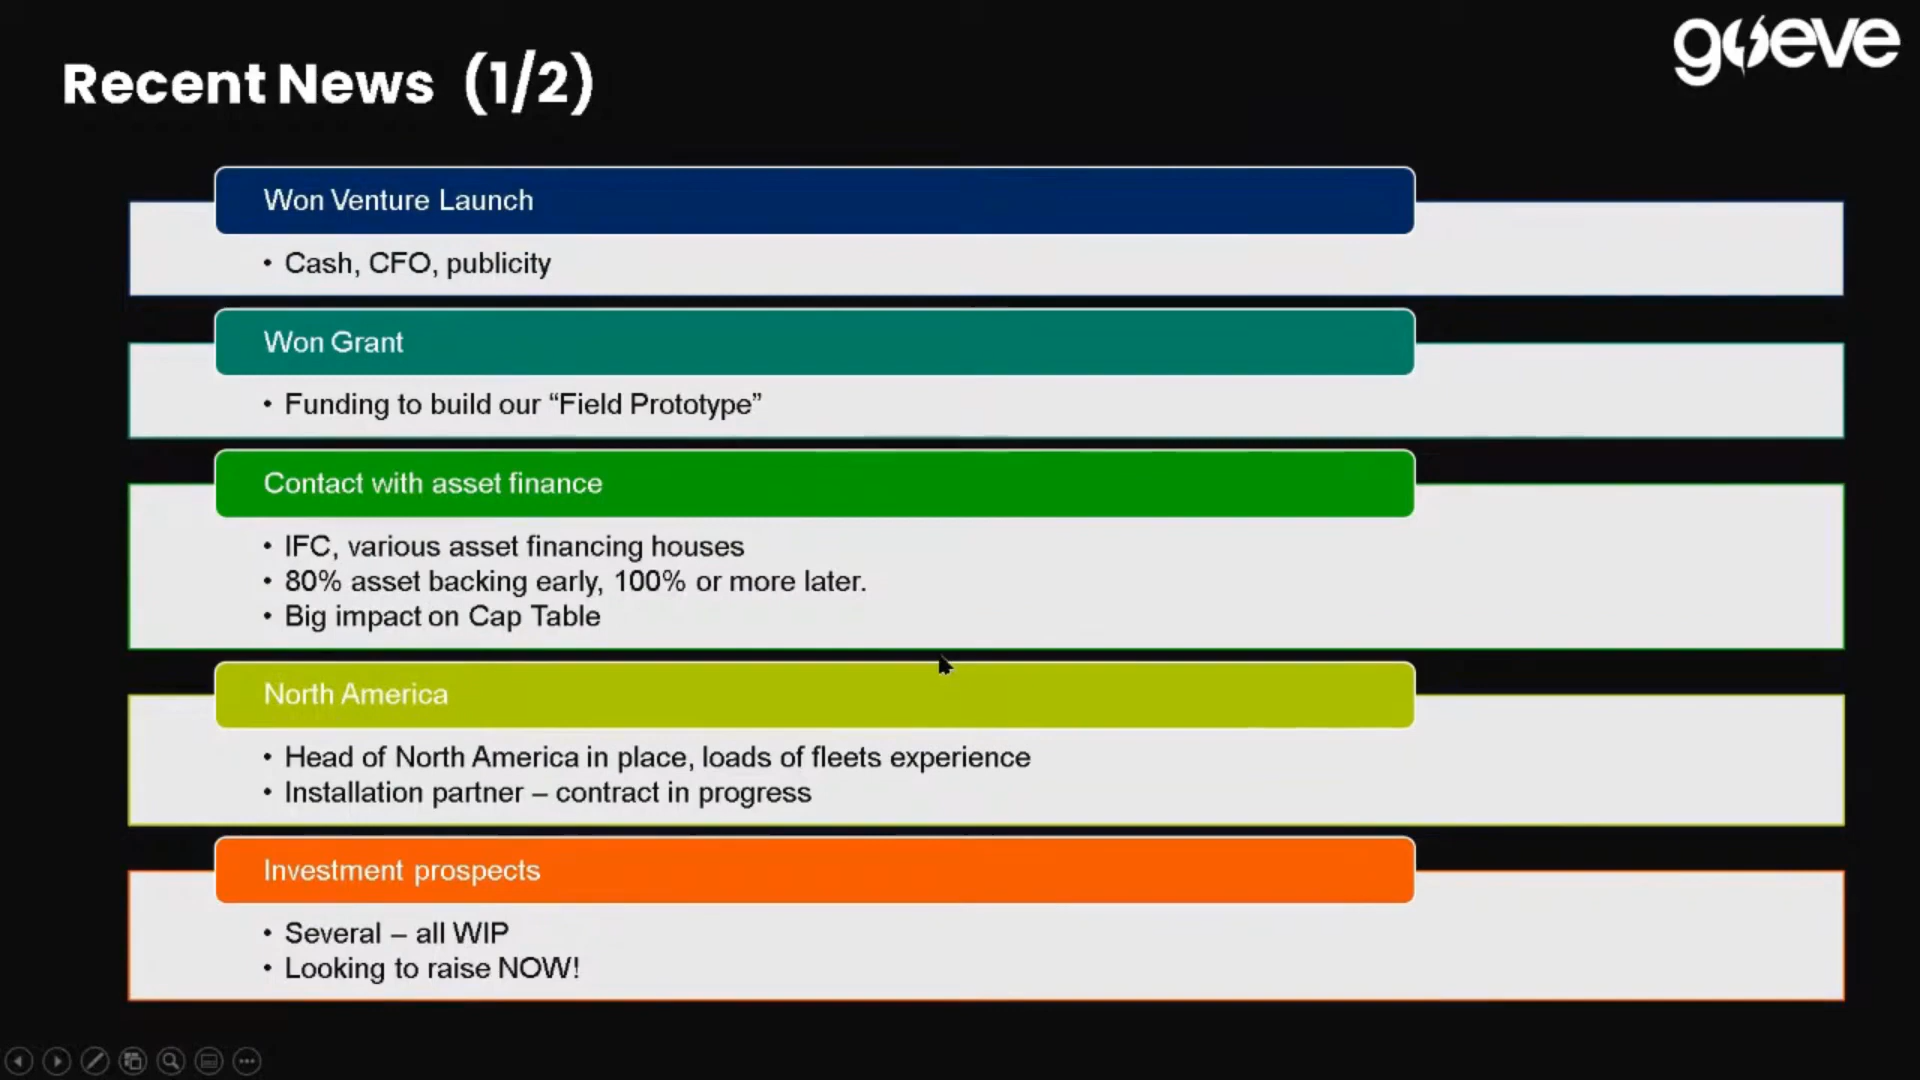 goeve
Recent News (1/2)
Won Venture Launch
• Cash, CFO, publicity
Won Grant
• Funding to build our “Field Prototype”
Contact with asset finance
• IFC, various asset financing houses
• 80% asset backing early, 100% or more later.
• Big impact on Cap Table
North America
• Head of North America in place, loads of fleets experience
• Installation partner – contract in progress
Investment prospects
• Several – all WIP
• Looking to raise NOW!